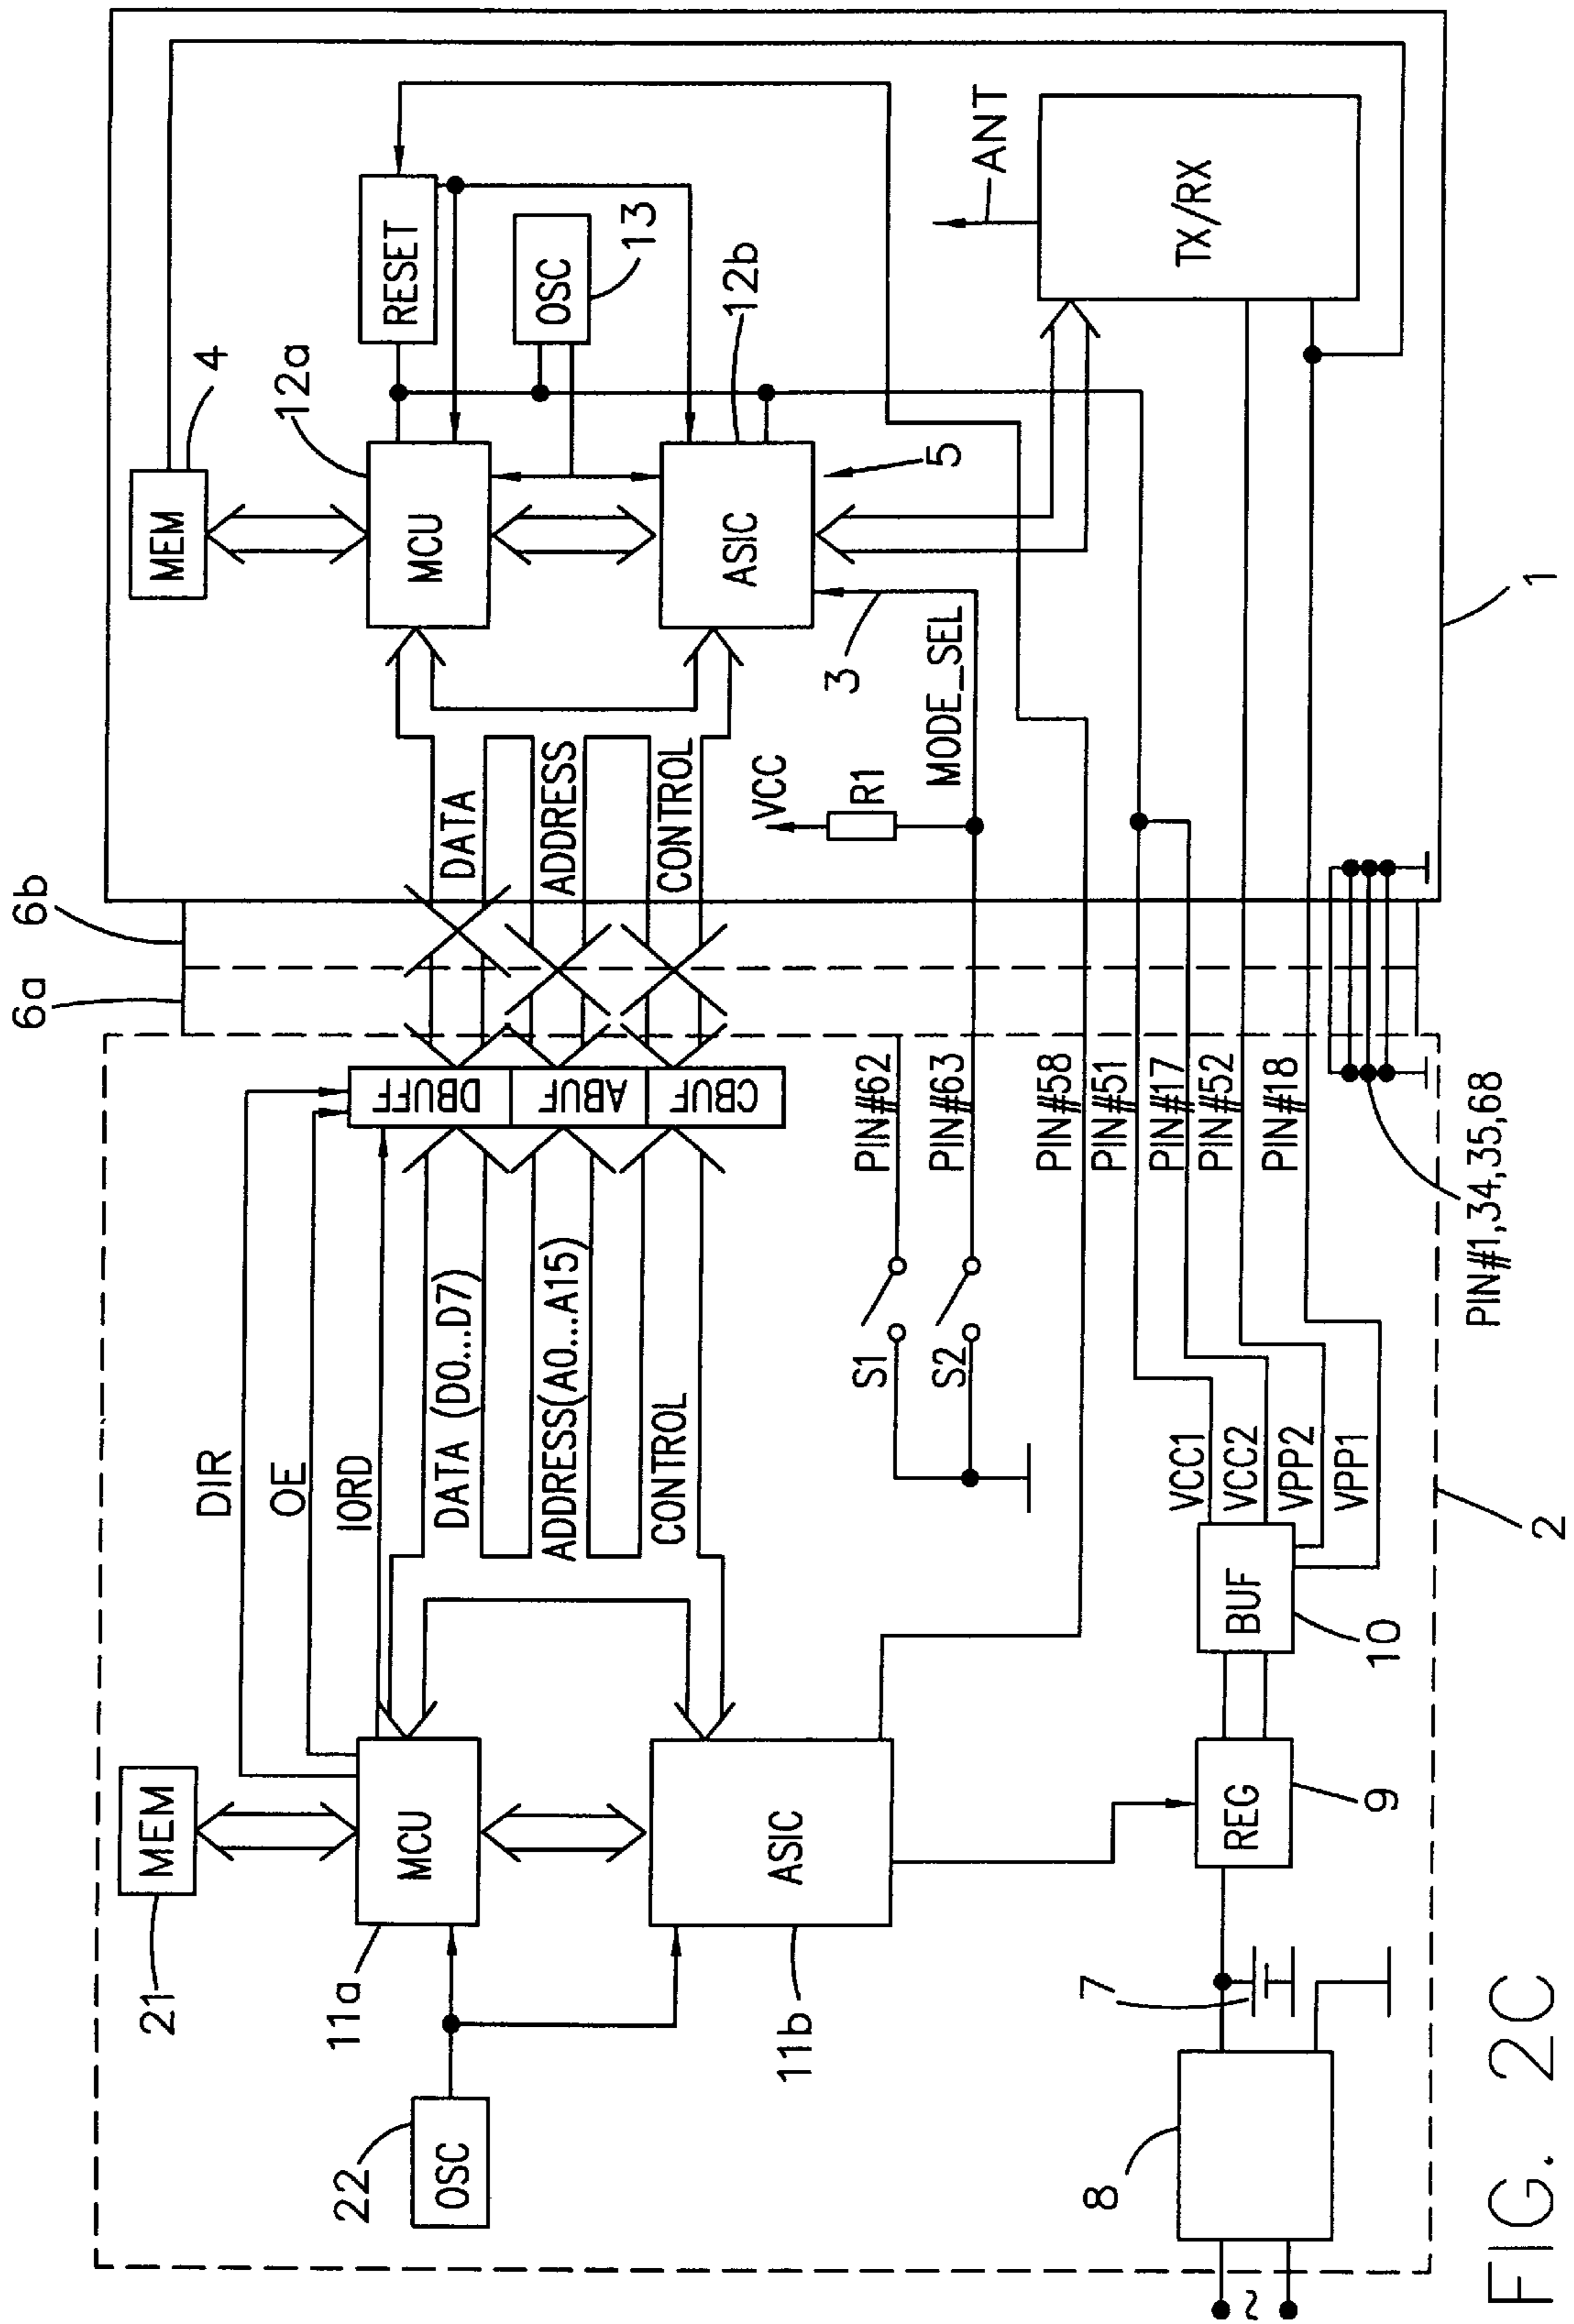 6a
6b
DIR
OE
IORD
21
MEM
MEM
4
12a
11a
MCU
DATA (D0...D7)
ADDRESS(A0...A15)
CONTROL
DBUFF
ABUF
CBUF
DATA
ADDRESS
CONTROL
MCU
RESET
22
OSC
OSC
13
11b
ASIC
ASIC
12b
5
3
S1
PIN#62
S2
PIN#63
VCC
R1
MODE_SEL
PIN#58
PIN#51
PIN#17
PIN#52
PIN#18
ANT
TX/RX
8
~
7
REG
9
BUF
10
VCC1
VCC2
VPP2
VPP1
PIN#1,34,35,68
2
1
FIG. 2C